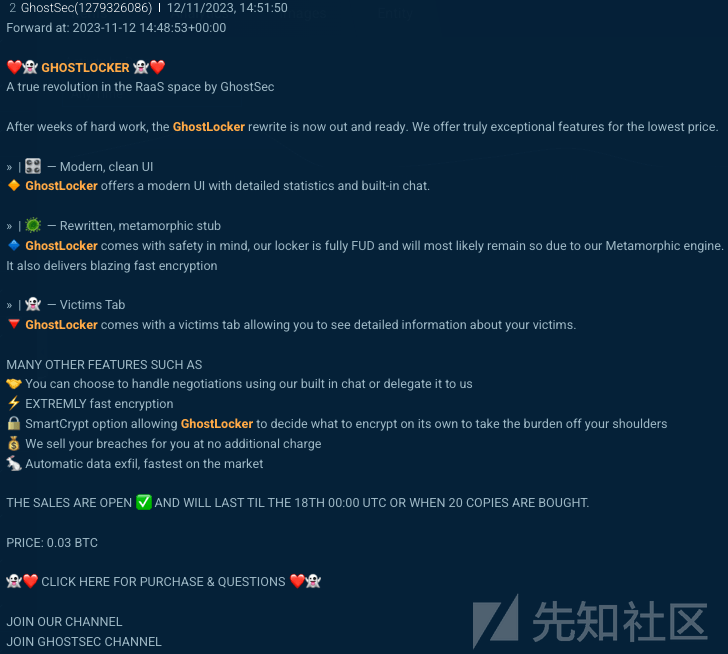 2 GhostSec(1279326086) | 12/11/2023, 14:51:50
Forward at: 2023-11-12 14:48:53+00:00
❤️👻 GHOSTLOCKER 👻❤️
A true revolution in the RaaS space by GhostSec
After weeks of hard work, the GhostLocker rewrite is now out and ready. We offer truly exceptional features for the lowest price.
» | 🎛️ — Modern, clean UI
🔶 GhostLocker offers a modern UI with detailed statistics and built-in chat.
» | 🦠 — Rewritten, metamorphic stub
🔷 GhostLocker comes with safety in mind, our locker is fully FUD and will most likely remain so due to our Metamorphic engine.
It also delivers blazing fast encryption
» | 👻 — Victims Tab
🔻 GhostLocker comes with a victims tab allowing you to see detailed information about your victims.
MANY OTHER FEATURES SUCH AS
🤝 You can choose to handle negotiations using our built in chat or delegate it to us
⚡ EXTREMLY fast encryption
🔒 SmartCrypt option allowing GhostLocker to decide what to encrypt on its own to take the burden off your shoulders
💰 We sell your breaches for you at no additional charge
🐇 Automatic data exfil, fastest on the market
THE SALES ARE OPEN ✅ AND WILL LAST TIL THE 18TH 00:00 UTC OR WHEN 20 COPIES ARE BOUGHT.
PRICE: 0.03 BTC
👻❤️ CLICK HERE FOR PURCHASE & QUESTIONS ❤️👻
JOIN OUR CHANNEL
JOIN GHOSTSEC CHANNEL
先知社区